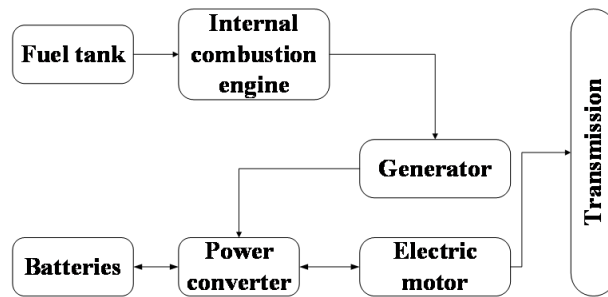 Fuel tank
Internal
combustion
engine
Generator
Transmission
Batteries
Power
converter
Electric
motor